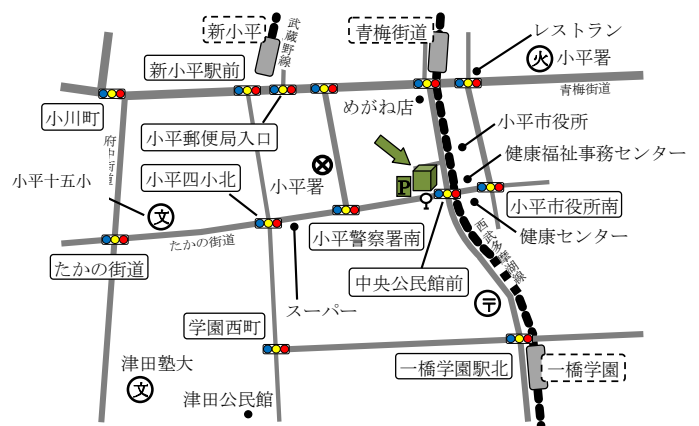 新小平
武蔵野線
青梅街道
レストラン
火
小平署
新小平駅前
青梅街道
小川町
めがね店
小平郵便局入口
小平市役所
府中街道
健康福祉事務センター
小平十五小
小平四小北
小平署
P
文
小平市役所南
たかの街道
小平警察署南
健康センター
たかの街道
西武多摩湖線
中央公民館前
スーパー
〒
学園西町
津田塾大
文
一橋学園駅北
一橋学園
津田公民館